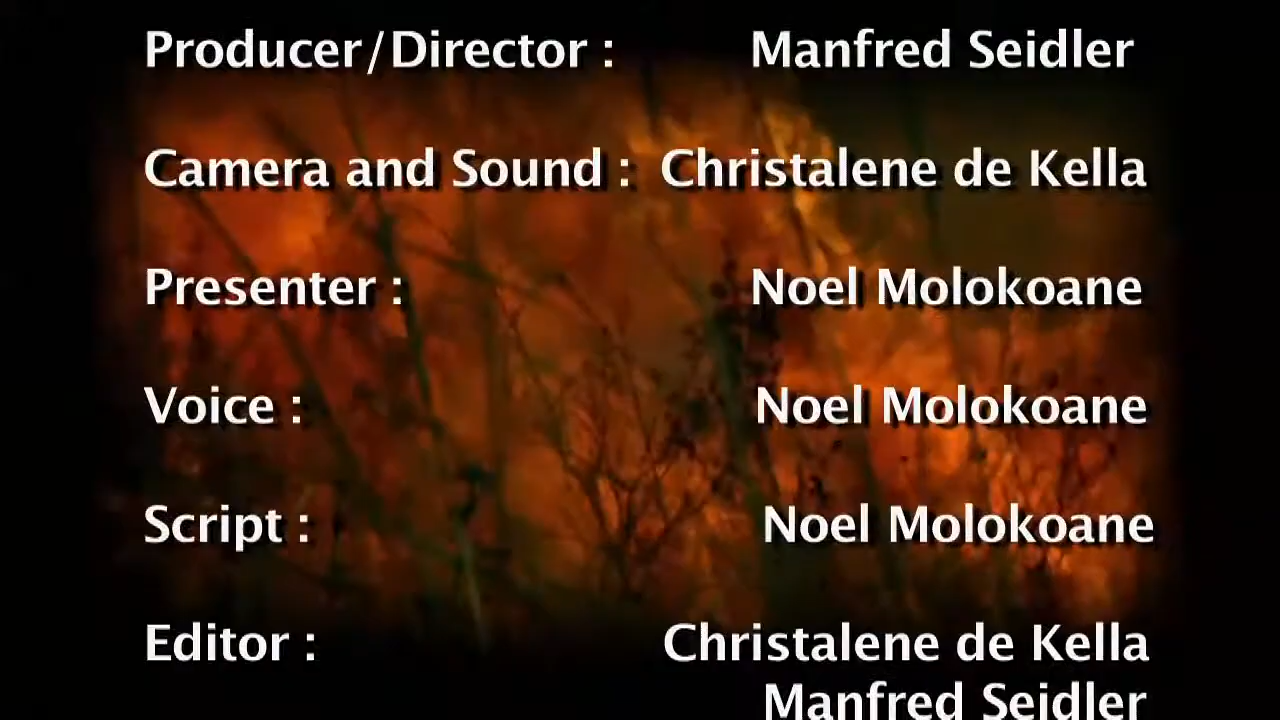 Producer/Director : Manfred Seidler
Camera and Sound : Christalene de Kella
Presenter : Noel Molokoane
Voice : Noel Molokoane
Script : Noel Molokoane
Editor : Christalene de Kella
Manfred Seidler